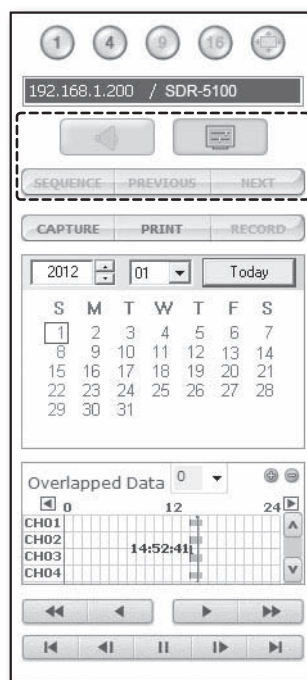 1 4 9 16
192.168.1.200 / SDR-5100
SEQUENCE PREVIOUS NEXT
CAPTURE PRINT RECORD
2012 01 Today
S M T W T F S
1 2 3 4 5 6 7
8 9 10 11 12 13 14
15 16 17 18 19 20 21
22 23 24 25 26 27 28
29 30 31
Overlapped Data 0
0 12 24
CH01
CH02
14:52:41
CH03
CH04